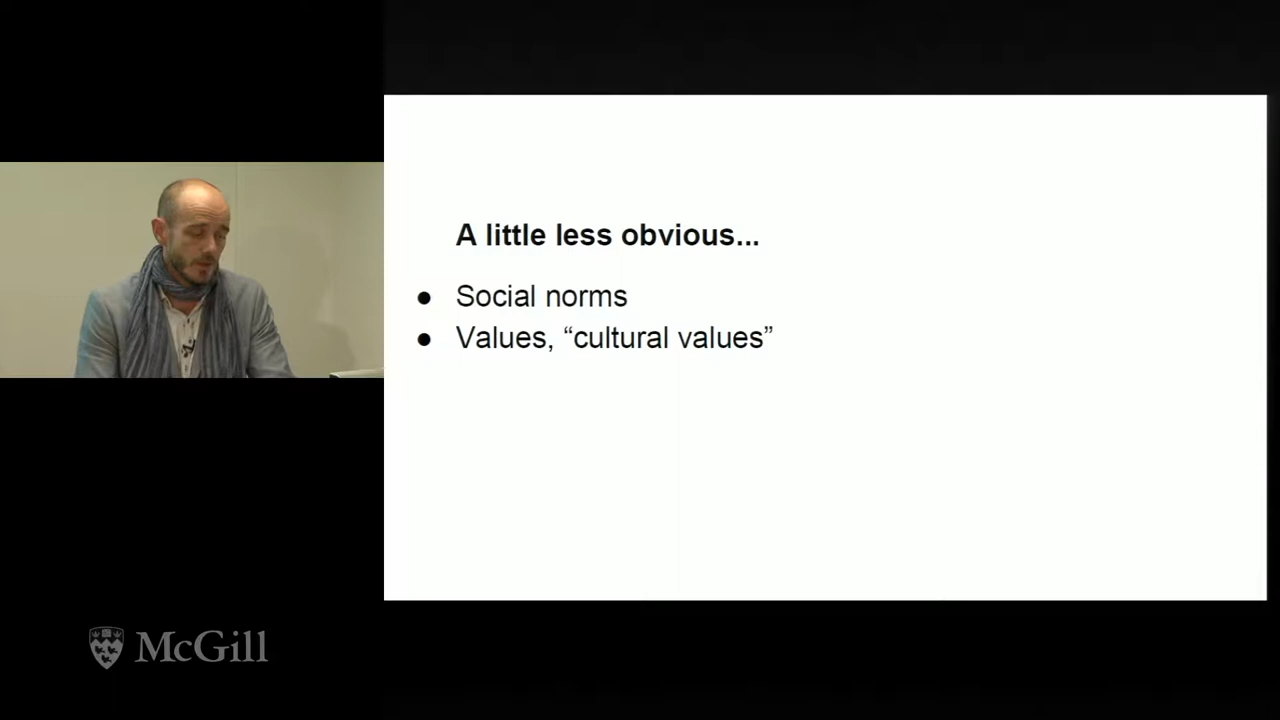 A little less obvious...
● Social norms
● Values, “cultural values”
McGill